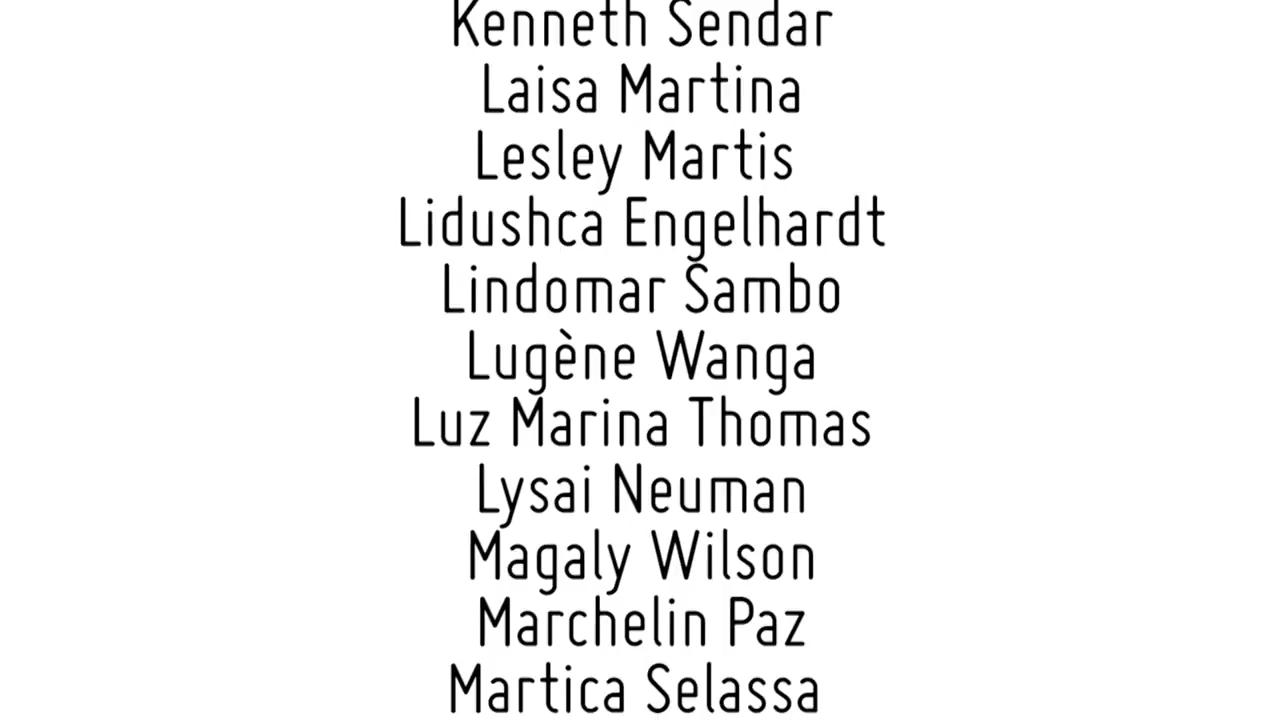 Kenneth Sendar
Laisa Martina
Lesley Martis
Lidushca Engelhardt
Lindomar Sambo
Lugène Wanga
Luz Marina Thomas
Lysai Neuman
Magaly Wilson
Marchelin Paz
Martica Selassa